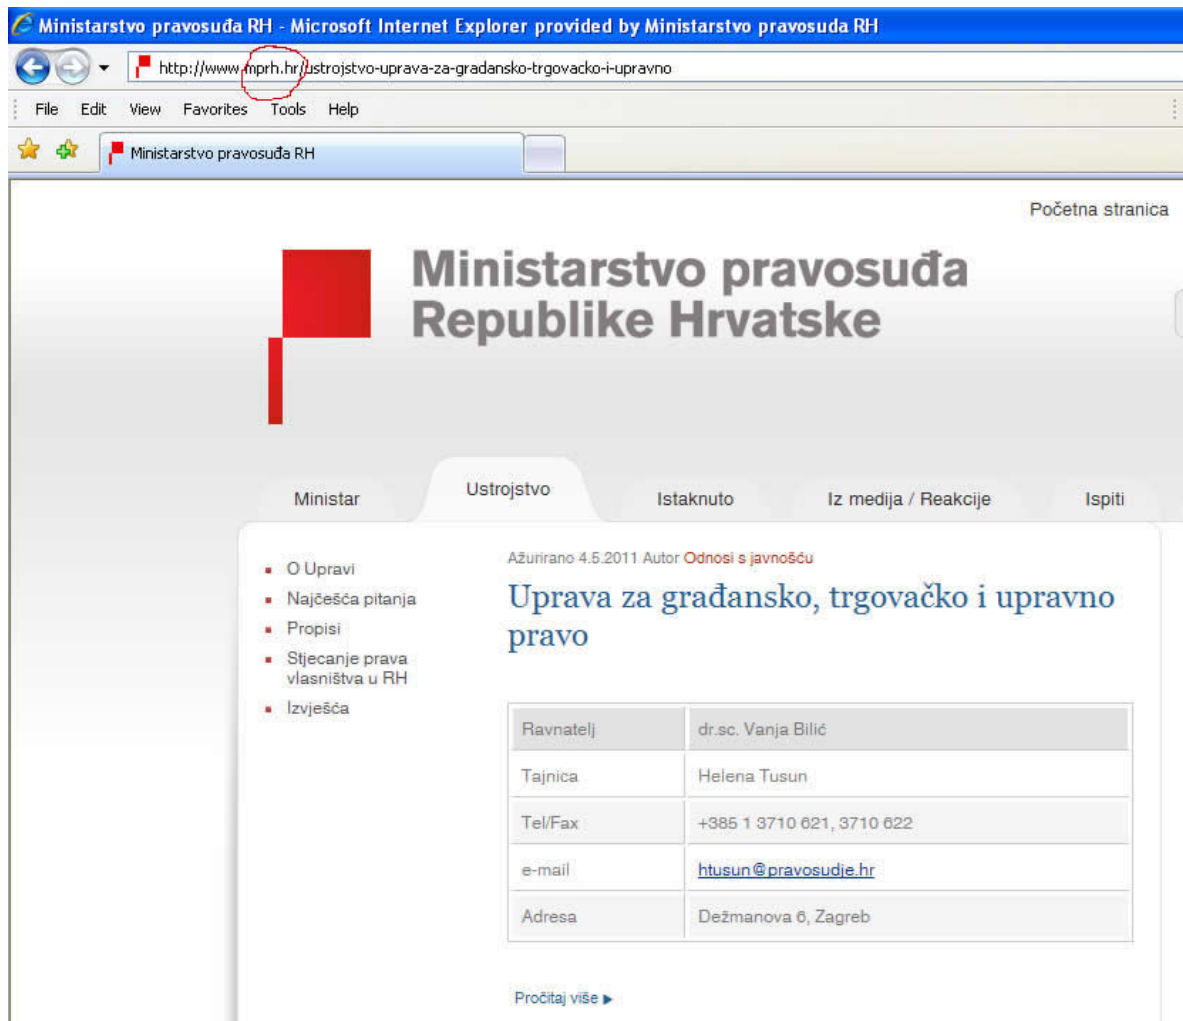 Ministarstvo pravosuđa RH - Microsoft Internet Explorer provided by Ministarstvo pravosuda RH
http://www.mprh.hr/ustrojstvo-uprava-za-gradansko-trgovacko-i-upravno
File Edit View Favorites Tools Help
Ministarstvo pravosuđa RH
Početna stranica
Ministarstvo pravosuđa
Republike Hrvatske
Ministar Ustrojstvo Istaknuto Iz medija / Reakcije Ispiti
O Upravi
Najčešća pitanja
Propisi
Stjecanje prava
vlasništva u RH
Izvješća
Ažurirano 4.5.2011 Autor Odnosi s javnošću
Uprava za građansko, trgovačko i upravno
pravo
Ravnatelj dr.sc. Vanja Bilić
Tajnica Helena Tusun
Tel/Fax +385 1 3710 621, 3710 622
e-mail htusun@pravosudje.hr
Adresa Dežmanova 6, Zagreb
Pročitaj više